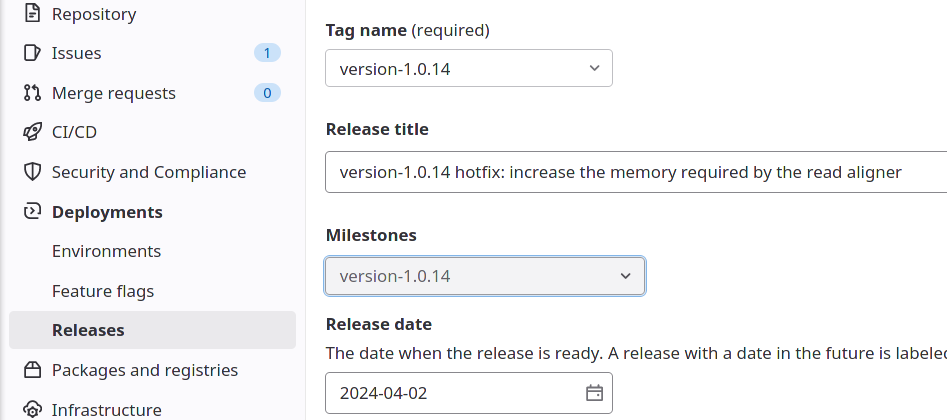 Repository
Issues 1
Merge requests 0
CI/CD
Security and Compliance
Deployments
Environments
Feature flags
Releases
Packages and registries
Infrastructure
Tag name (required)
version-1.0.14
Release title
version-1.0.14 hotfix: increase the memory required by the read aligner
Milestones
version-1.0.14
Release date
The date when the release is ready. A release with a date in the future is labeled
2024-04-02